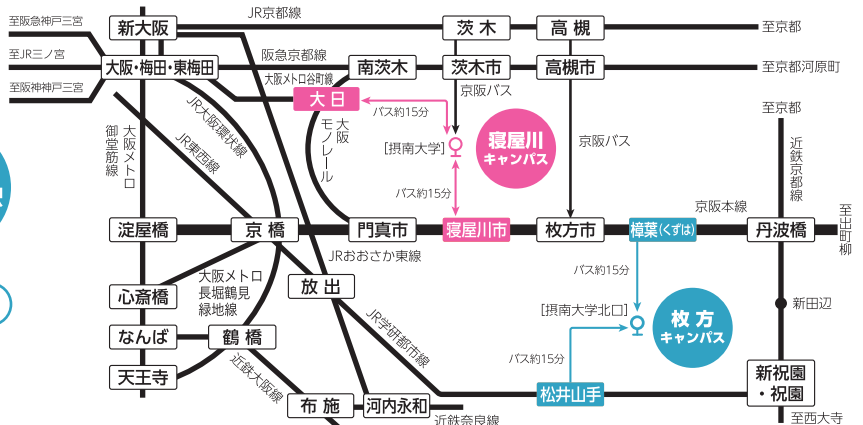 JR京都線
至阪急神戸三宮
新大阪
茨木
高槻
至京都
至JR三ノ宮
大阪・梅田・東梅田
阪急京都線
南茨木
茨木市
高槻市
至京都河原町
大阪メトロ谷町線
至阪神神戸三宮
大日
京阪バス
バス約15分
至京都
JR大阪環状線
JR東西線
大阪メトロ
御堂筋線
大阪
モノレール
[摂南大学]
寝屋川
キャンパス
京阪バス
近鉄京都線
バス約15分
京阪本線
至出町柳
淀屋橋
京橋
門真市
寝屋川市
枚方市
樟葉(くずは)
丹波橋
JRおおさか東線
大阪メトロ
長堀鶴見
緑地線
バス約15分
心斎橋
放出
[摂南大学北口]
枚方
キャンパス
新田辺
なんば
鶴橋
JR学研都市線
バス約15分
天王寺
近鉄大阪線
新祝園
・祝園
布施
河内永和
松井山手
近鉄奈良線
至西大寺